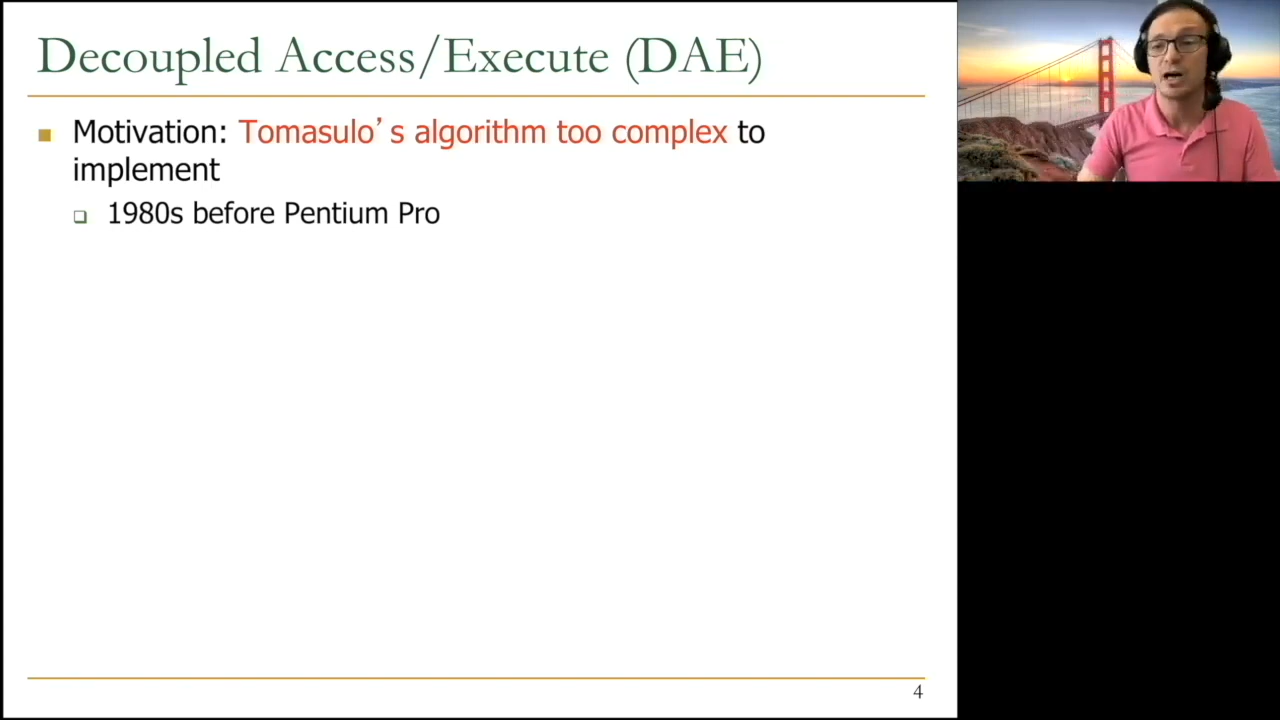 Decoupled Access/Execute (DAE)
Motivation: Tomasulo’s algorithm too complex to
implement
1980s before Pentium Pro
4